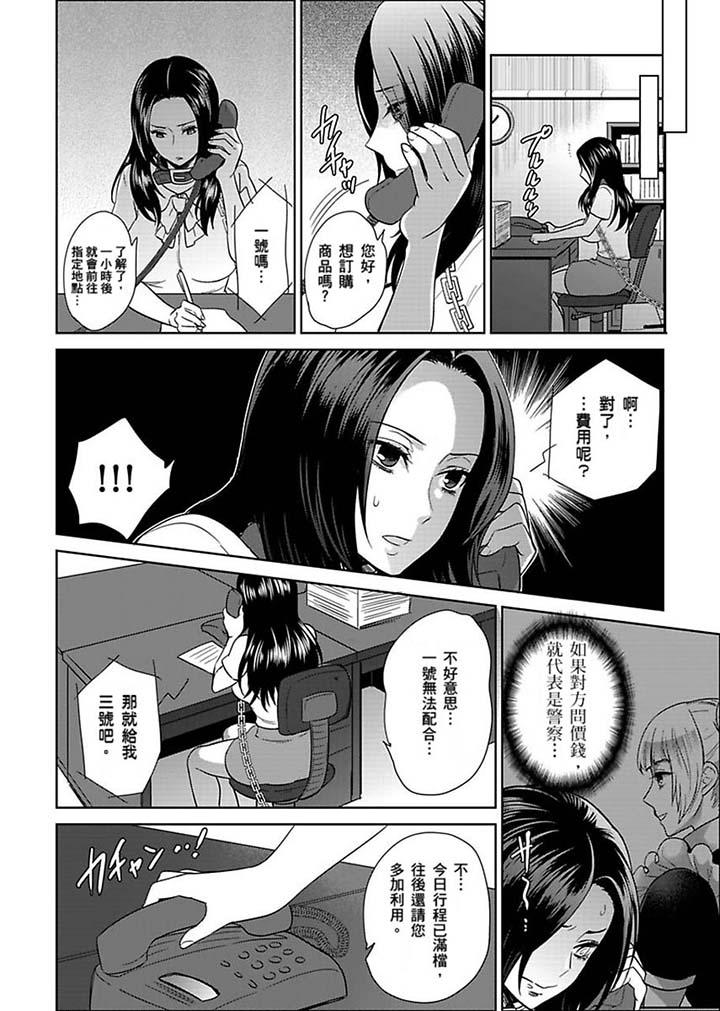 プルルルル
ガチャッ
您好，
想訂購
商品嗎？
一號嗎…
了解了，
一小時後
就會前往
指定地點…
啊…
對了，
…費用呢？
!!!
如果對方問價錢，
就代表是警察…
不好意思…
一號無法配合…
那就給我
三號吧。
不…
今日行程已滿檔，
往後還請您
多加利用。
ガチャン…！